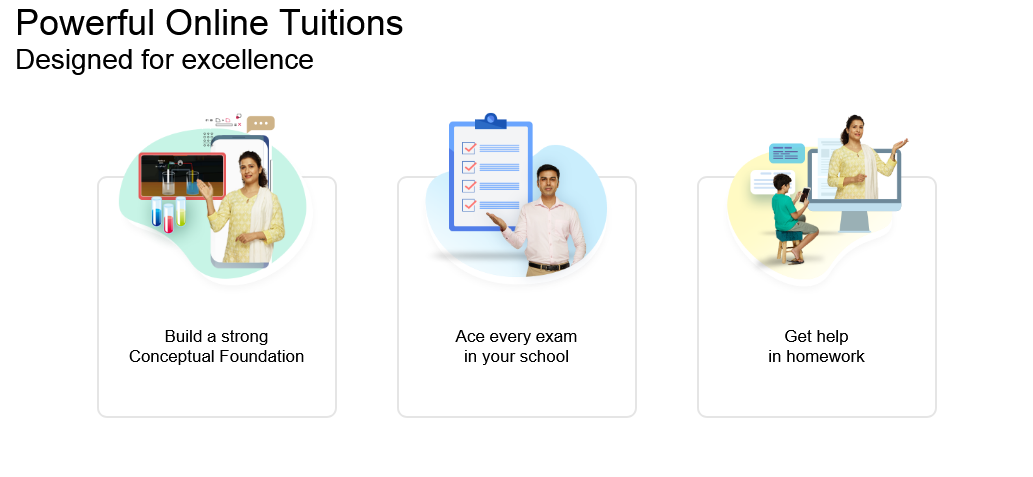 Powerful Online Tuitions
Designed for excellence
Build a strong
Conceptual Foundation
Ace every exam
in your school
Get help
in homework